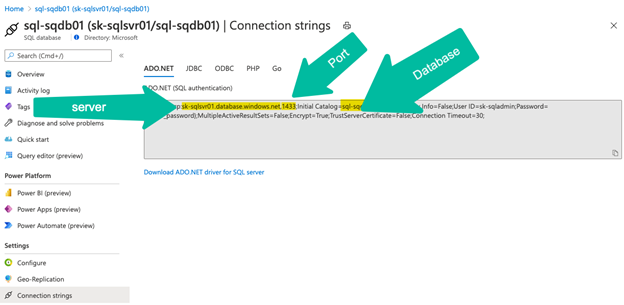 Home > sql-sqdb01 (sk-sqlsvr01/sql-sqdb01)
sql-sqdb01 (sk-sqlsvr01/sql-sqdb01) | Connection strings
SQL database
Directory: Microsoft
Search (Cmd+/)
«
Overview
Activity log
Tags
Diagnose and solve problems
Quick start
Query editor (preview)
Power Platform
Power BI (preview)
Power Apps (preview)
Power Automate (preview)
Settings
Configure
Geo-Replication
Connection strings
ADO.NET JDBC ODBC PHP Go
ADO.NET (SQL authentication)
sk-sqlsvr01.database.windows.net,1433;Initial Catalog=sql-sq Info=False;User ID=sk-sqladmin;Password=
password};MultipleActiveResultSets=False;Encrypt=True;TrustServerCertificate=False;Connection Timeout=30;
Download ADO.NET driver for SQL server
server
Port
Database